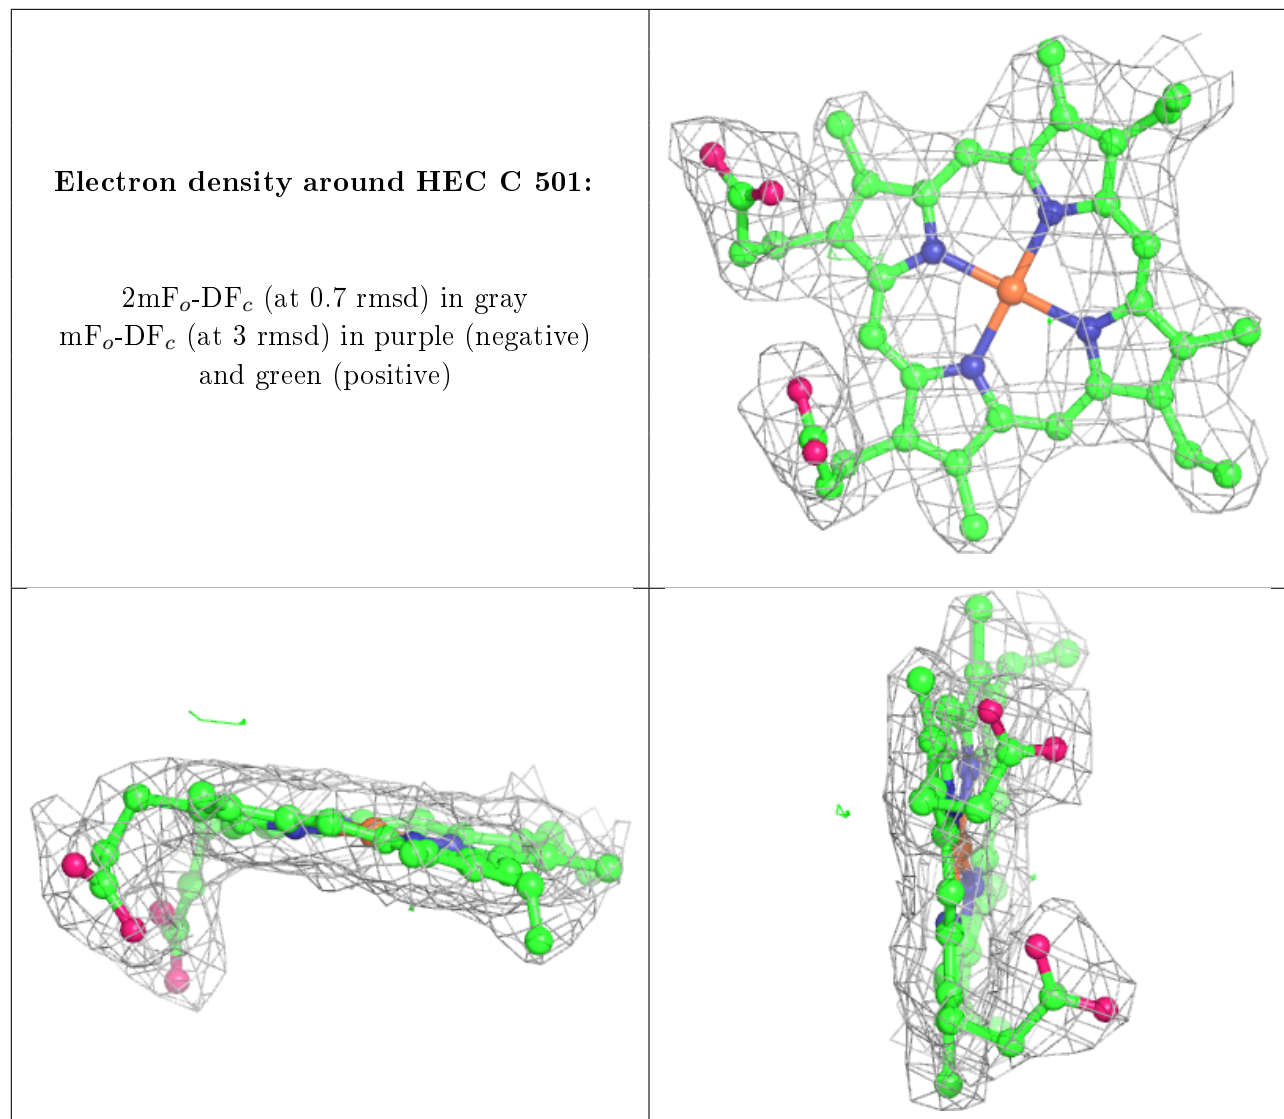 Electron density around HEC C 501:
2mFₒ-DF𝒸 (at 0.7 rmsd) in gray
mFₒ-DF𝒸 (at 3 rmsd) in purple (negative)
and green (positive)